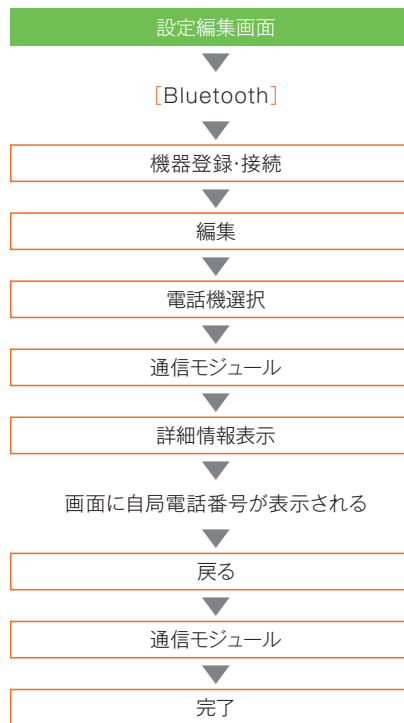 設定編集画面
［Bluetooth］
機器登録・接続
編集
電話機選択
通信モジュール
詳細情報表示
画面に自局電話番号が表示される
戻る
通信モジュール
完了